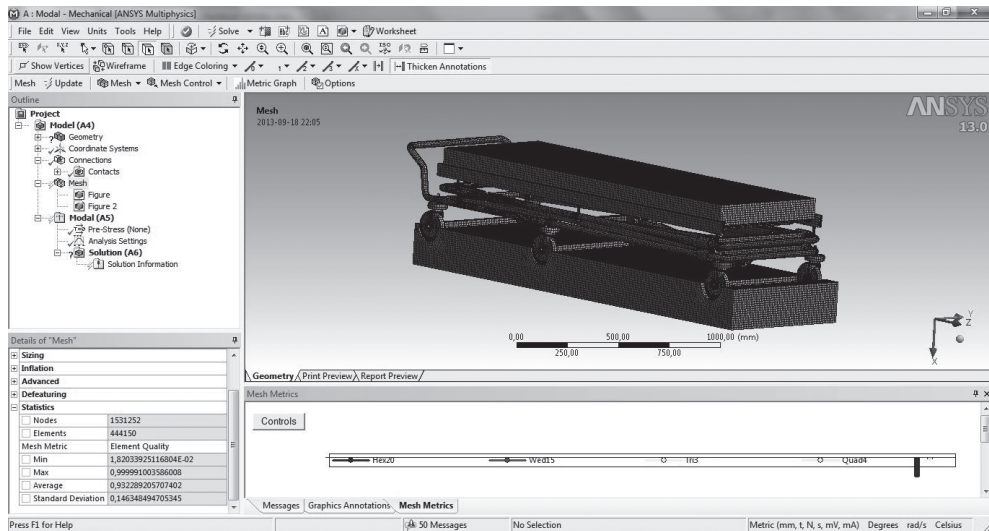 A : Modal - Mechanical [ANSYS Multiphysics]
File Edit View Units Tools Help Solve Worksheet
Show Vertices Wireframe Edge Coloring Thicken Annotations
Mesh Update Mesh Mesh Control Metric Graph Options
Outline
Project
Model (A4)
Geometry
Coordinate Systems
Connections
Contacts
Mesh
Figure
Figure 2
Modal (A5)
Pre-Stress (None)
Analysis Settings
Solution (A6)
Solution Information
Details of "Mesh"
Sizing
Inflation
Advanced
Defeaturing
Statistics
Nodes 1531252
Elements 444150
Mesh Metric Element Quality
Min 1,82033925116804E-02
Max 0,999991003586008
Average 0,932289205707402
Standard Deviation 0,146348494705345
Mesh
2013-09-18 22:05
ANSYS
13.0
0,00 500,00 1000,00 (mm)
250,00 750,00
Y
Z
X
Geometry Print Preview Report Preview
Mesh Metrics
Controls
Hex20 Wed15 Tri3 Quad4
Messages Graphics Annotations Mesh Metrics
Press F1 for Help 50 Messages No Selection Metric (mm, t, N, s, mV, mA) Degrees rad/s Celsius